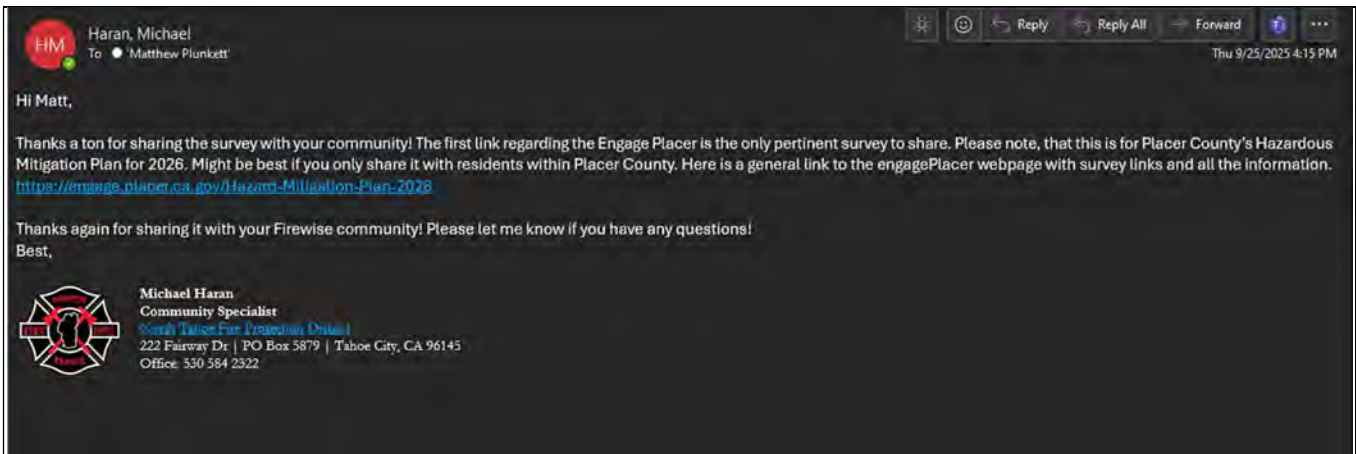 HM
Haran, Michael
To 'Matthew Plunkett'
Reply
Reply All
Forward
Thu 9/25/2025 4:15 PM
Hi Matt,
Thanks a ton for sharing the survey with your community! The first link regarding the Engage Placer is the only pertinent survey to share. Please note, that this is for Placer County's Hazardous
Mitigation Plan for 2026. Might be best if you only share it with residents within Placer County. Here is a general link to the engagePlacer webpage with survey links and all the information.
https://engage.placer.ca.gov/Hazard-Mitigation-Plan-2026
Thanks again for sharing it with your Firewise community! Please let me know if you have any questions!
Best,
Michael Haran
Community Specialist
North Tahoe Fire Protection District
222 Fairway Dr | PO Box 5879 | Tahoe City, CA 96145
Office: 530 584 2322